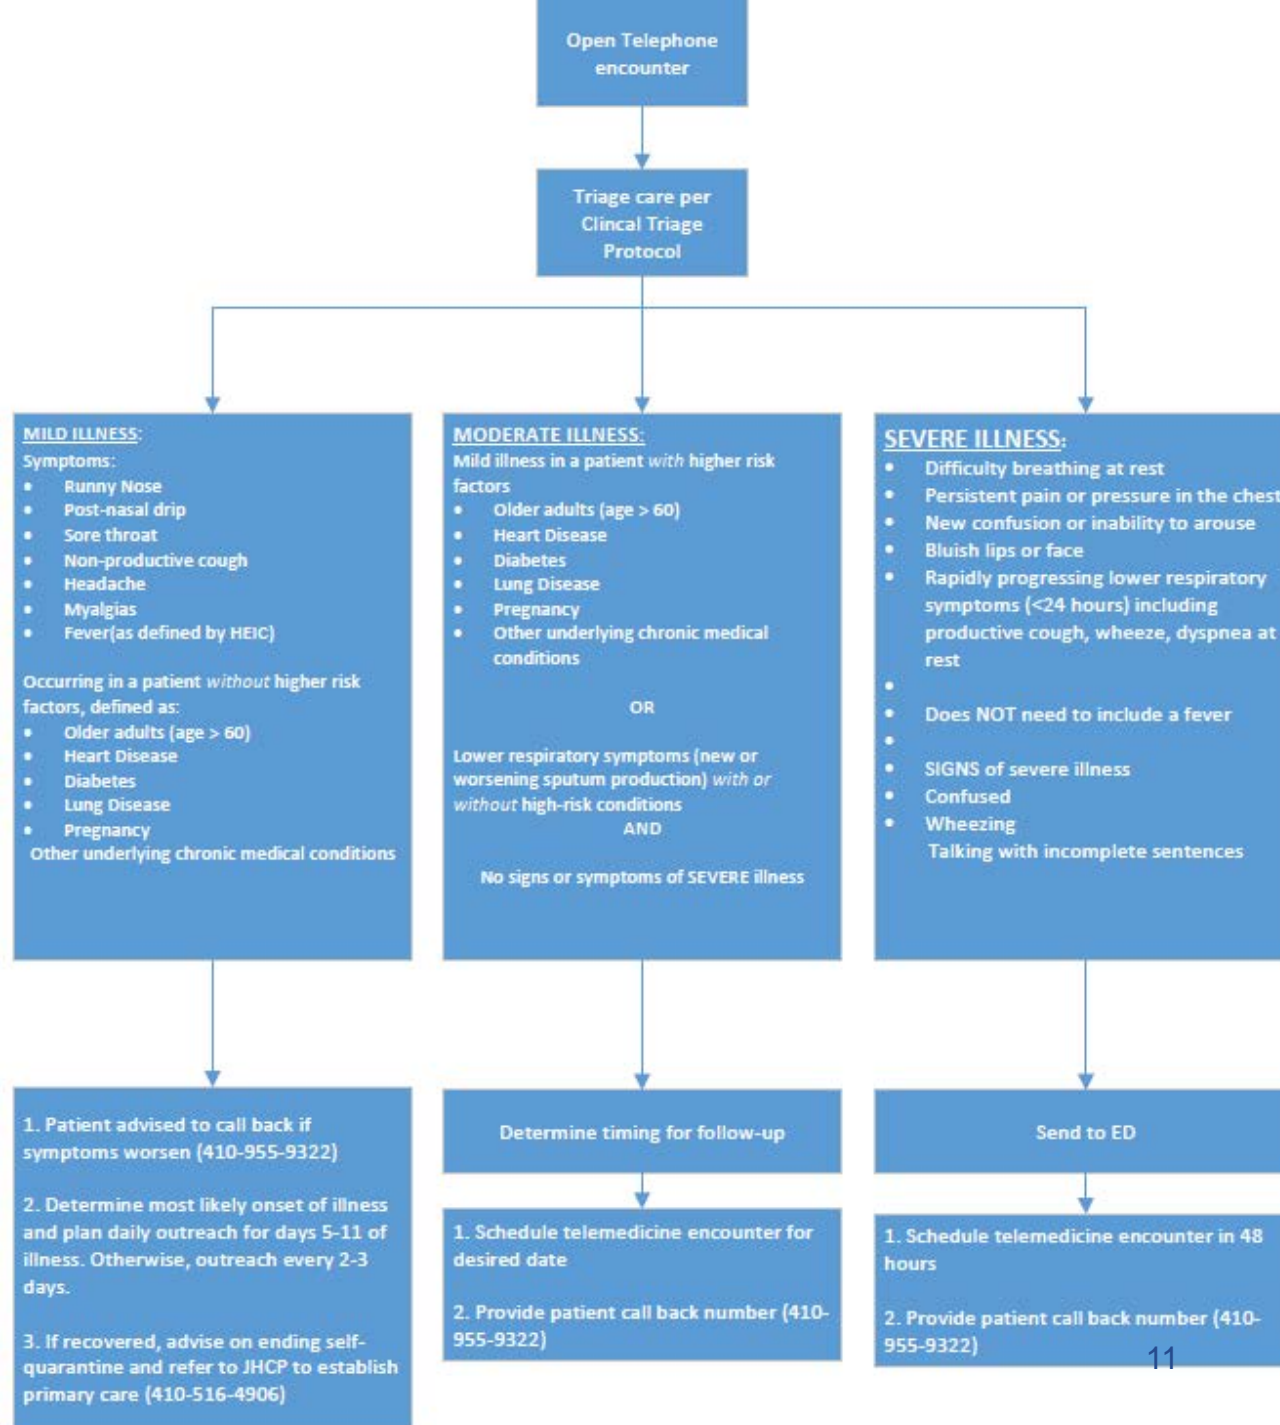 Open Telephone
encounter
Triage care per
Clincal Triage
Protocol
MILD ILLNESS:
Symptoms:
• Runny Nose
• Post-nasal drip
• Sore throat
• Non-productive cough
• Headache
• Myalgias
• Fever(as defined by HEIC)
Occurring in a patient without higher risk
factors, defined as:
• Older adults (age > 60)
• Heart Disease
• Diabetes
• Lung Disease
• Pregnancy
Other underlying chronic medical conditions
MODERATE ILLNESS:
Mild illness in a patient with higher risk
factors
• Older adults (age > 60)
• Heart Disease
• Diabetes
• Lung Disease
• Pregnancy
• Other underlying chronic medical
conditions
OR
Lower respiratory symptoms (new or
worsening sputum production) with or
without high-risk conditions
AND
No signs or symptoms of SEVERE illness
SEVERE ILLNESS:
• Difficulty breathing at rest
• Persistent pain or pressure in the chest
• New confusion or inability to arouse
• Bluish lips or face
• Rapidly progressing lower respiratory
symptoms (<24 hours) including
productive cough, wheeze, dyspnea at
rest
•
• Does NOT need to include a fever
•
• SIGNS of severe illness
• Confused
• Wheezing
Talking with incomplete sentences
1. Patient advised to call back if
symptoms worsen (410-955-9322)
2. Determine most likely onset of illness
and plan daily outreach for days 5-11 of
illness. Otherwise, outreach every 2-3
days.
3. If recovered, advise on ending self-
quarantine and refer to JHCP to establish
primary care (410-516-4906)
Determine timing for follow-up
1. Schedule telemedicine encounter for
desired date
2. Provide patient call back number (410-
955-9322)
Send to ED
1. Schedule telemedicine encounter in 48
hours
2. Provide patient call back number (410-
955-9322)
11